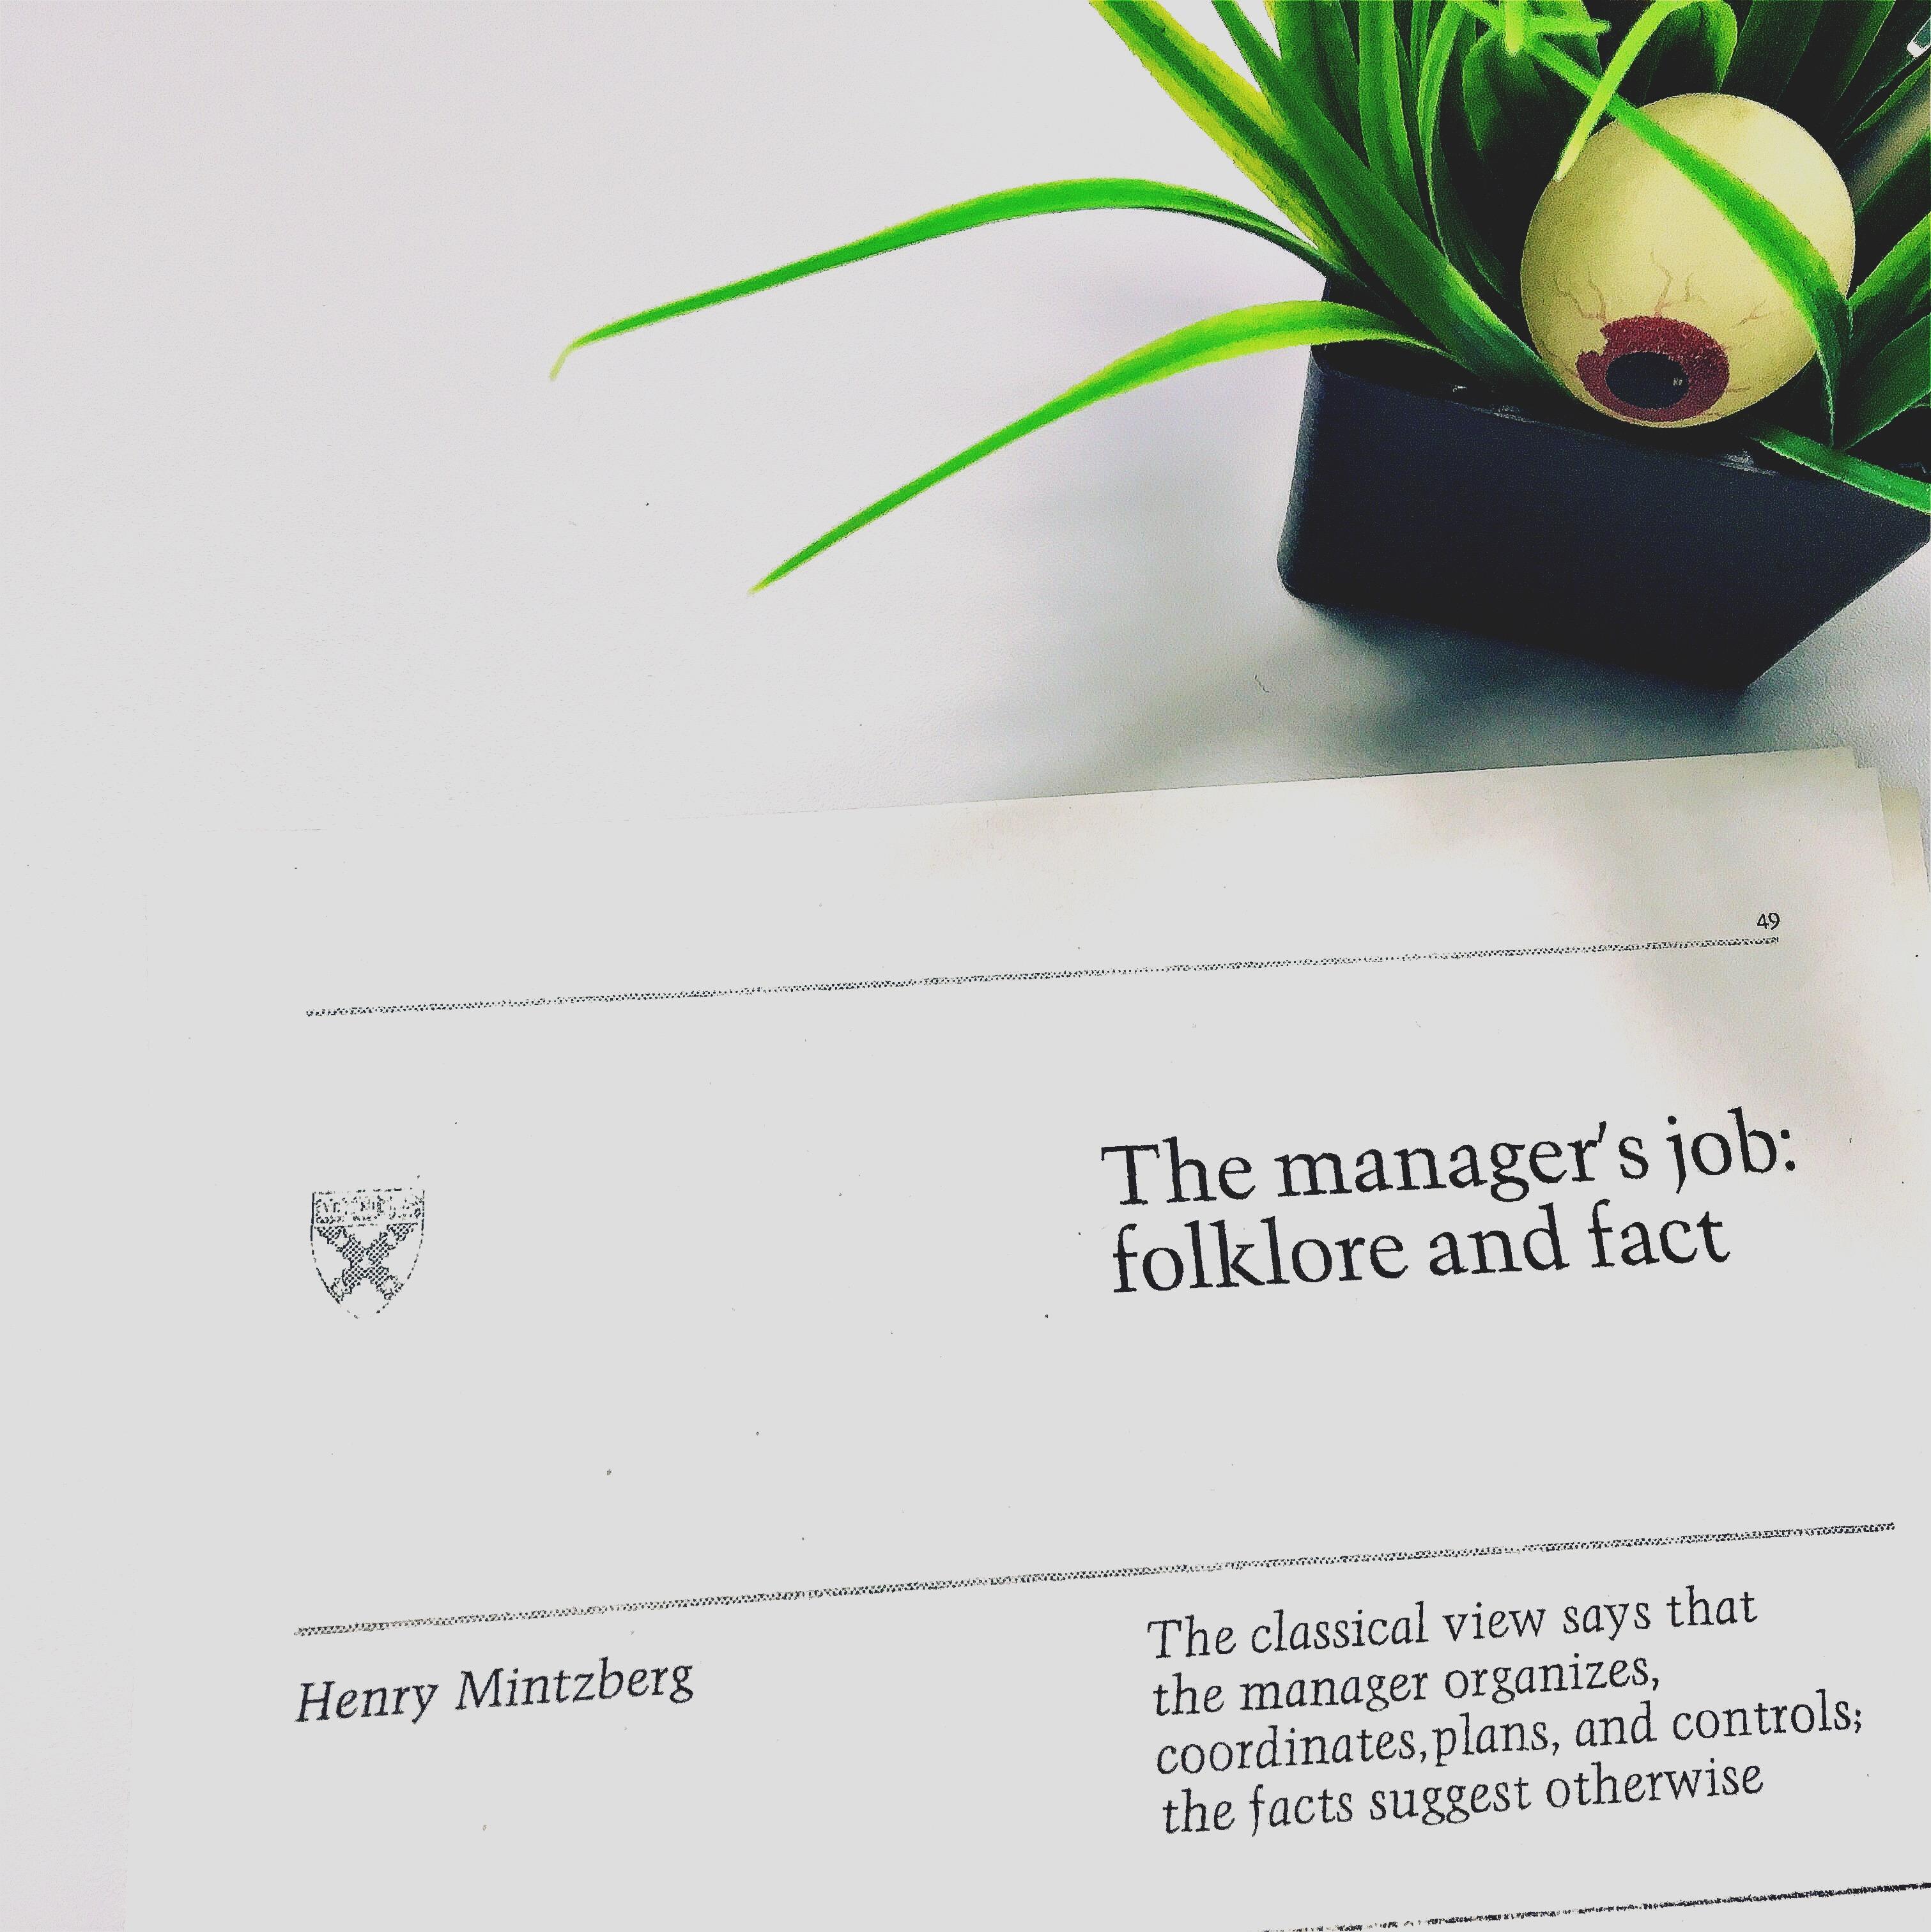 49
The manager's job:
folklore and fact
Henry Mintzberg
The classical view says that
the manager organizes,
coordinates, plans, and controls;
the facts suggest otherwise